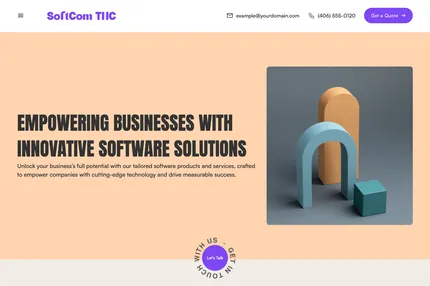 SoftCom TIIC
example@yourdomain.com
(406) 555-0120
Get a Quote
EMPOWERING BUSINESSES WITH
INNOVATIVE SOFTWARE SOLUTIONS
Unlock your business's full potential with our tailored software products and services, crafted
to empower companies with cutting-edge technology and drive measurable success.
GET IN TOUCH WITH US
Let's Talk